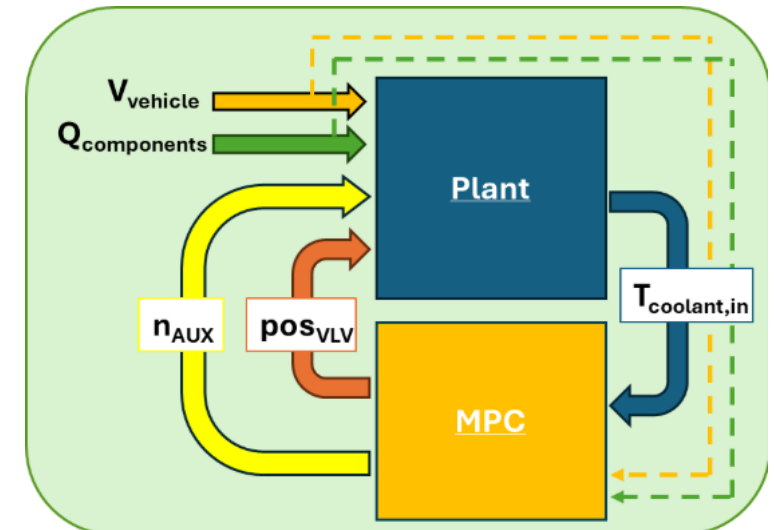 Vvehicle
Qcomponents
Plant
nAUX
posVLV
Tcoolant,in
MPC